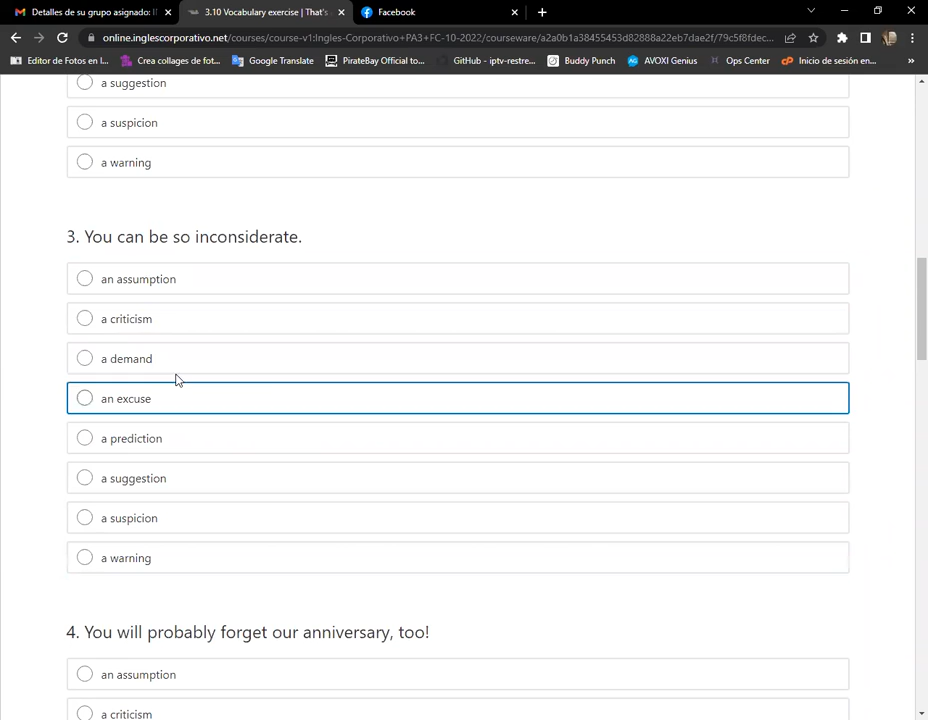 Detalles de su grupo asignado: I
3.10 Vocabulary exercise | That's
Facebook
online.inglescorporativo.net/courses/course-v1:Ingles-Corporativo+PA3+FC-10-2022/courseware/a2a0b1a38455453d82888a22eb7dae2f/79c5f8fdec...
Editor de Fotos en l...
Crea collages de fot...
Google Translate
PirateBay Official to...
GitHub - iptv-restre...
Buddy Punch
AVOXI Genius
Ops Center
Inicio de sesión en...
a suggestion
a suspicion
a warning
3. You can be so inconsiderate.
an assumption
a criticism
a demand
an excuse
a prediction
a suggestion
a suspicion
a warning
4. You will probably forget our anniversary, too!
an assumption
a criticism